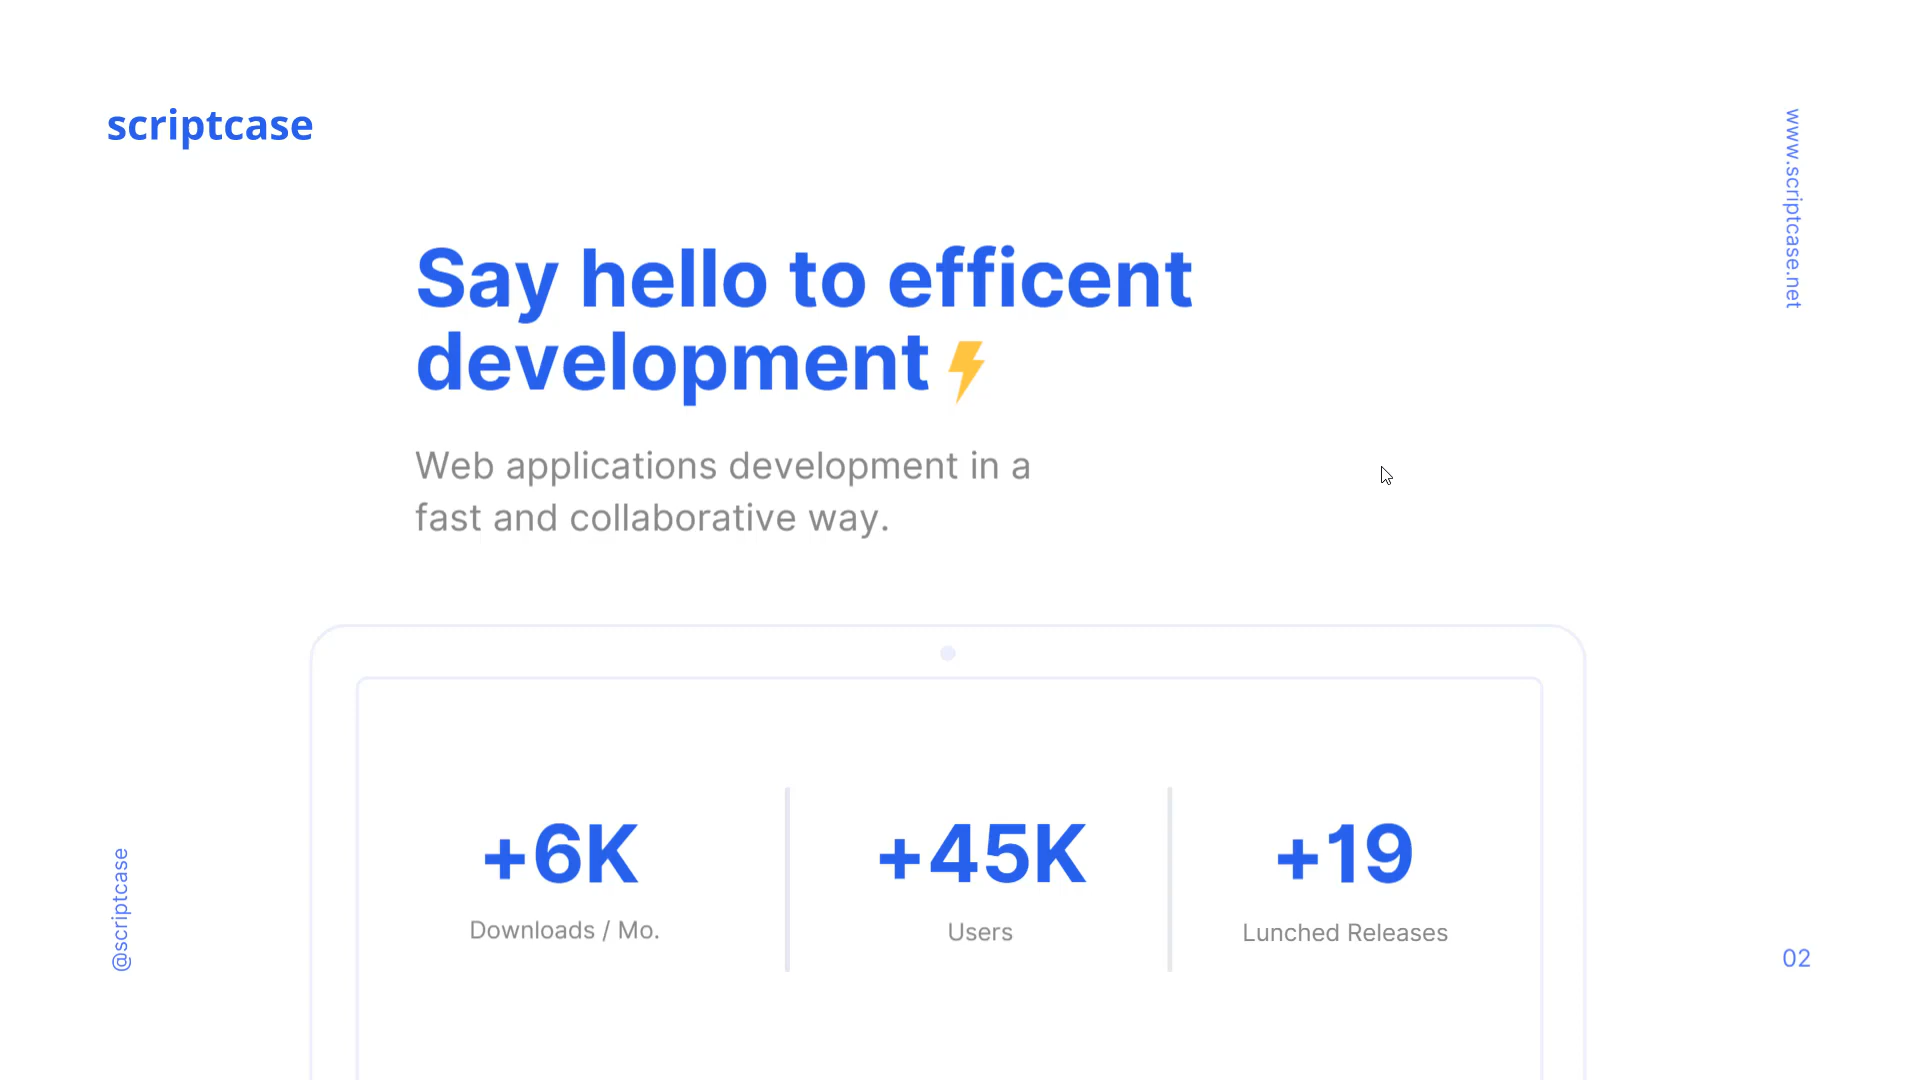 scriptcase
www.scriptcase.net
Say hello to efficent
development
Web applications development in a
fast and collaborative way.
+6K
Downloads / Mo.
+45K
Users
+19
Lunched Releases
@scriptcase
02